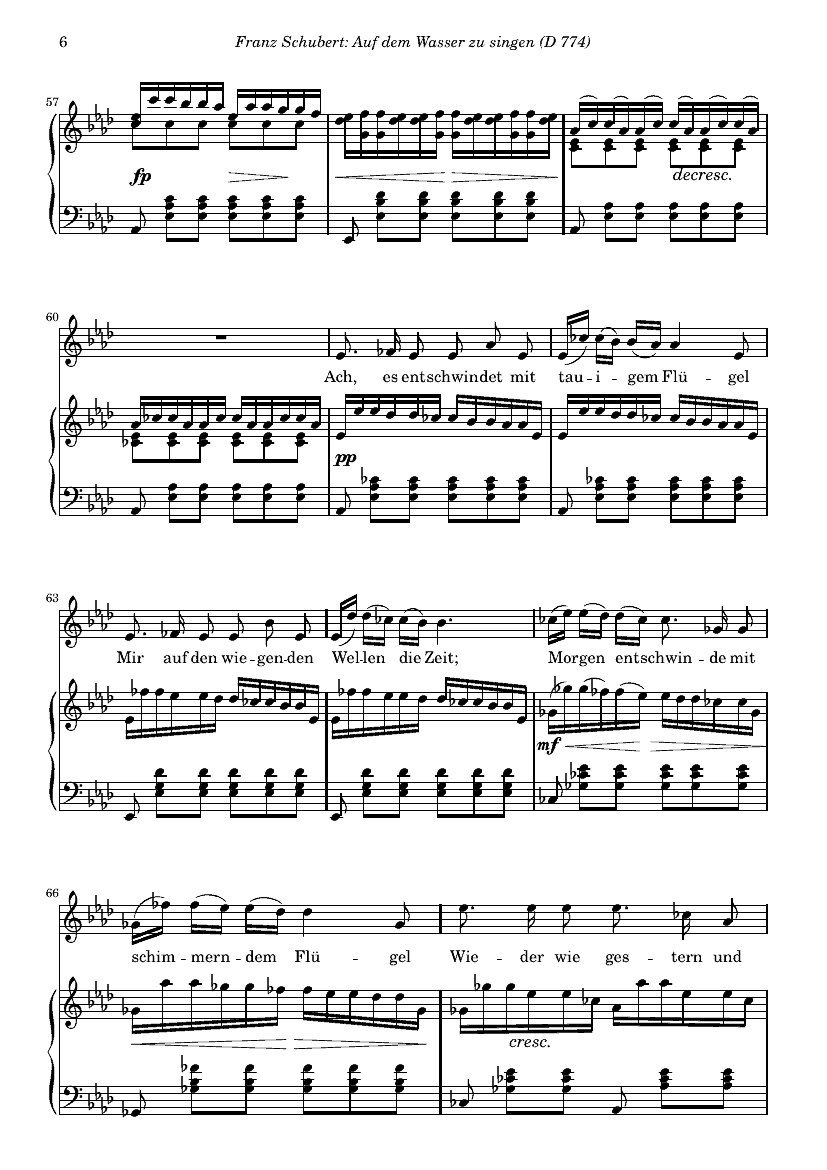 6
Franz Schubert: Auf dem Wasser zu singen (D 774)
57
fp
decresc.
60
Ach, es entschwindet mit tau - i - gem Flü - gel
pp
63
Mir auf den wie - gen - den Wel - len die Zeit; Morgen entschwin - de mit
mf
66
schim - mern - dem Flü - gel Wie - der wie ges - tern und
cresc.